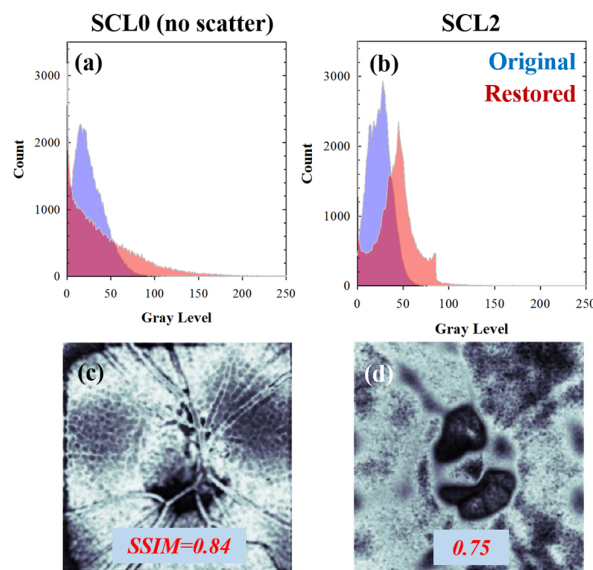 SCL0 (no scatter)
SCL2
(a)
3000
2000
1000
0
Count
0
50
100
150
200
250
Gray Level
(b)
Original
Restored
3000
2000
1000
0
Count
0
50
100
150
200
250
Gray Level
(c)
SSIM=0.84
(d)
0.75